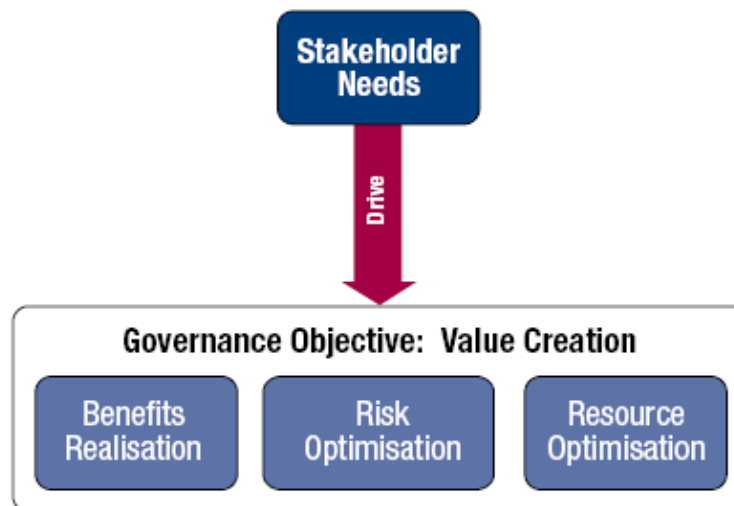 Stakeholder
Needs
Drive
Governance Objective: Value Creation
Benefits
Realisation
Risk
Optimisation
Resource
Optimisation